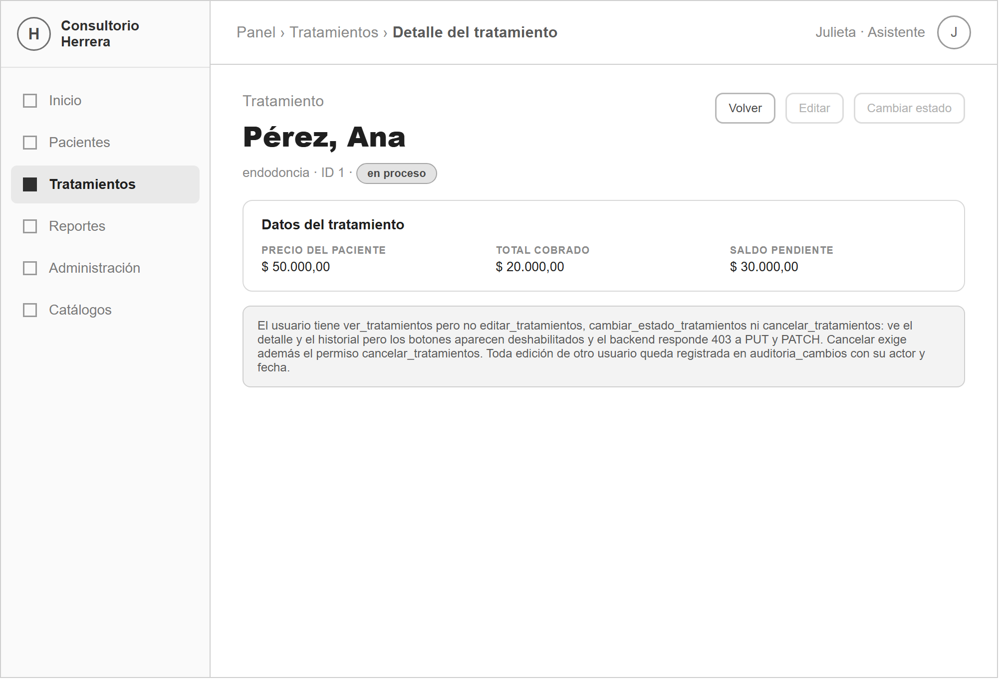 H
Consultorio
Herrera
Panel › Tratamientos › Detalle del tratamiento
Julieta · Asistente
J
Inicio
Pacientes
Tratamientos
Reportes
Administración
Catálogos
Tratamiento
Volver
Editar
Cambiar estado
Pérez, Ana
endodoncia · ID 1 · en proceso
Datos del tratamiento
PRECIO DEL PACIENTE
$ 50.000,00
TOTAL COBRADO
$ 20.000,00
SALDO PENDIENTE
$ 30.000,00
El usuario tiene ver_tratamientos pero no editar_tratamientos, cambiar_estado_tratamientos ni cancelar_tratamientos: ve el
detalle y el historial pero los botones aparecen deshabilitados y el backend responde 403 a PUT y PATCH. Cancelar exige
además el permiso cancelar_tratamientos. Toda edición de otro usuario queda registrada en auditoria_cambios con su actor y
fecha.